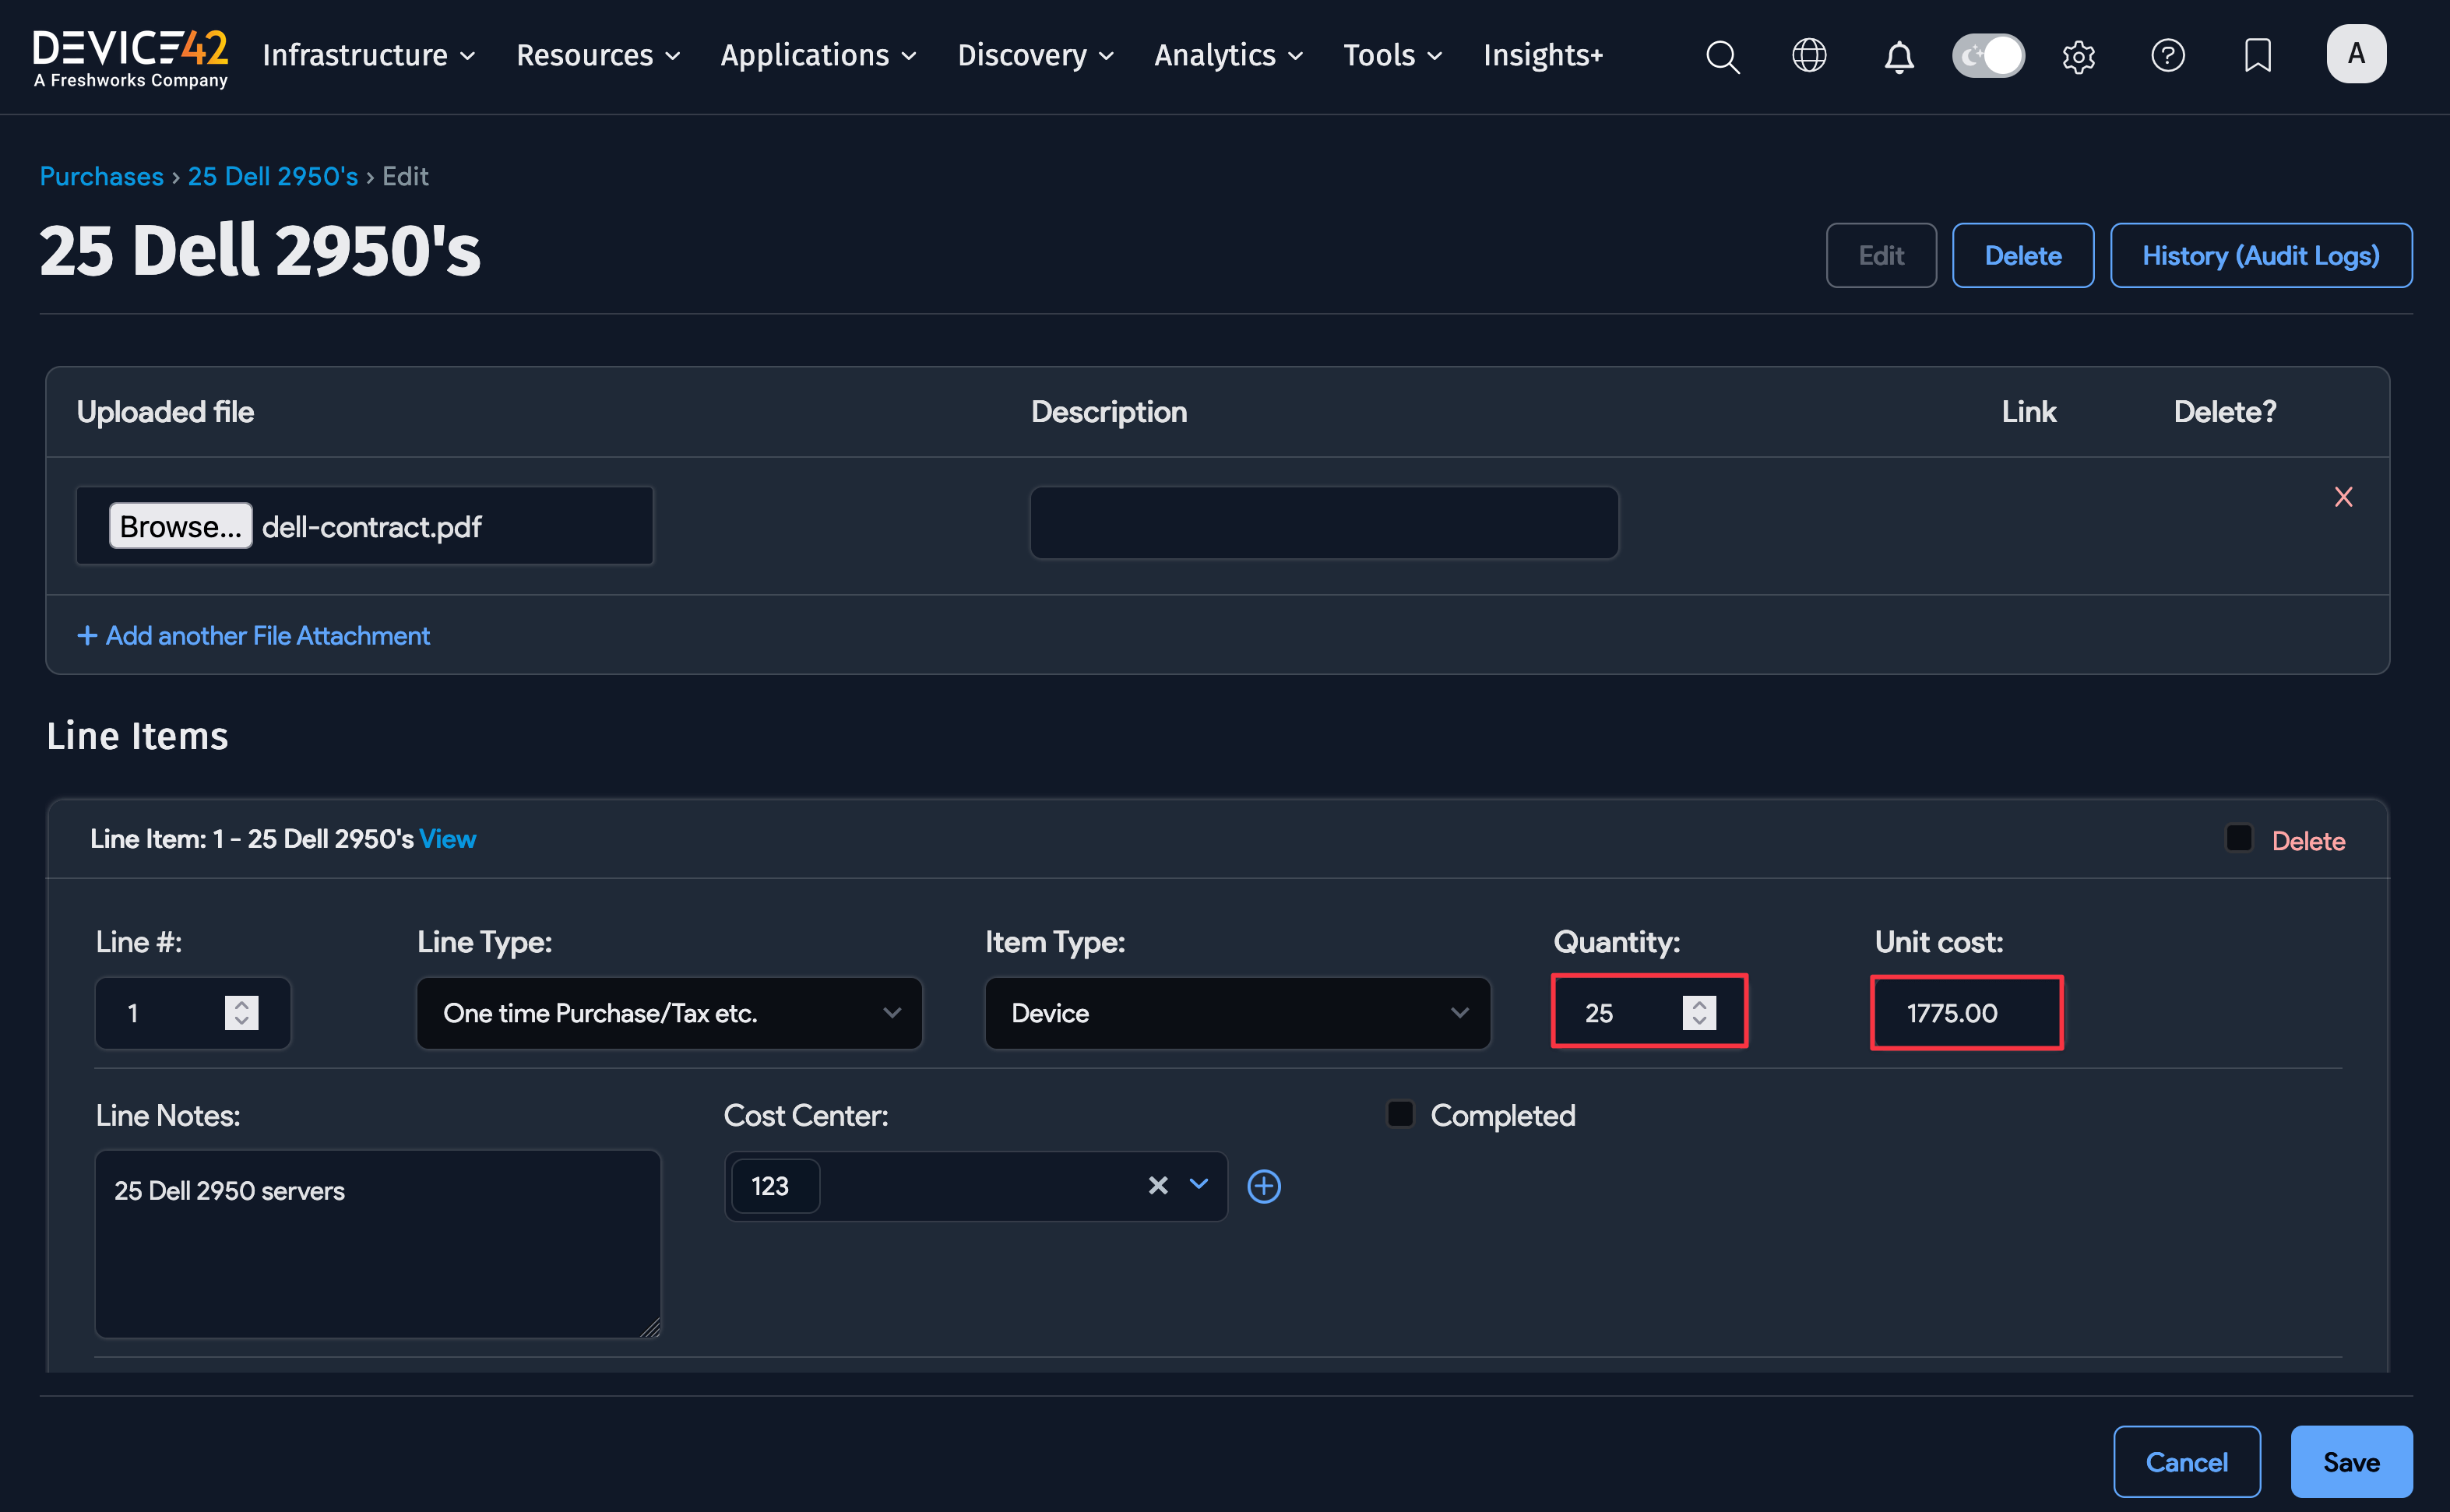 DEVICE42
A Freshworks Company
Infrastructure Resources Applications Discovery Analytics Tools Insights+
A
Purchases › 25 Dell 2950's › Edit
25 Dell 2950's
Edit Delete History (Audit Logs)
Uploaded file Description Link Delete?
Browse... dell-contract.pdf
+ Add another File Attachment
Line Items
Line Item: 1 - 25 Dell 2950's View Delete
Line #: Line Type: Item Type: Quantity: Unit cost:
1 One time Purchase/Tax etc. Device 25 1775.00
Line Notes: Cost Center: Completed
25 Dell 2950 servers 123
Cancel Save